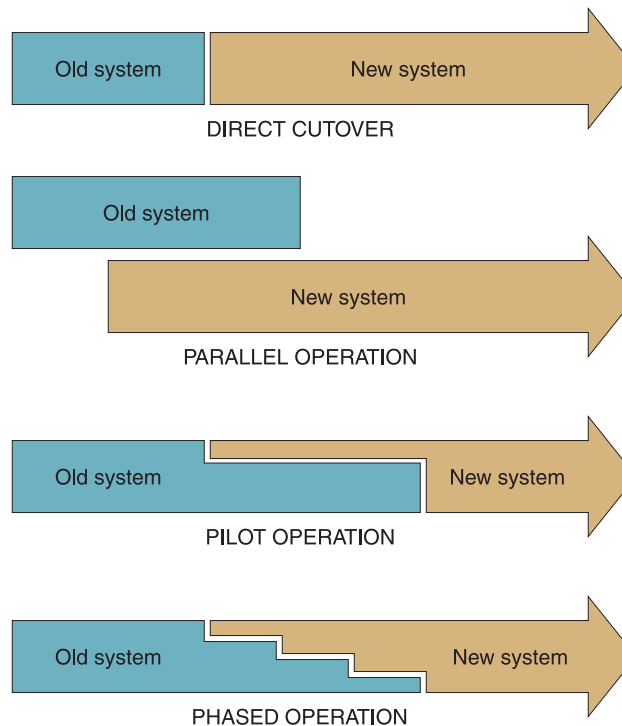 Old system
New system
DIRECT CUTOVER
Old system
New system
PARALLEL OPERATION
Old system
New system
PILOT OPERATION
Old system
New system
PHASED OPERATION